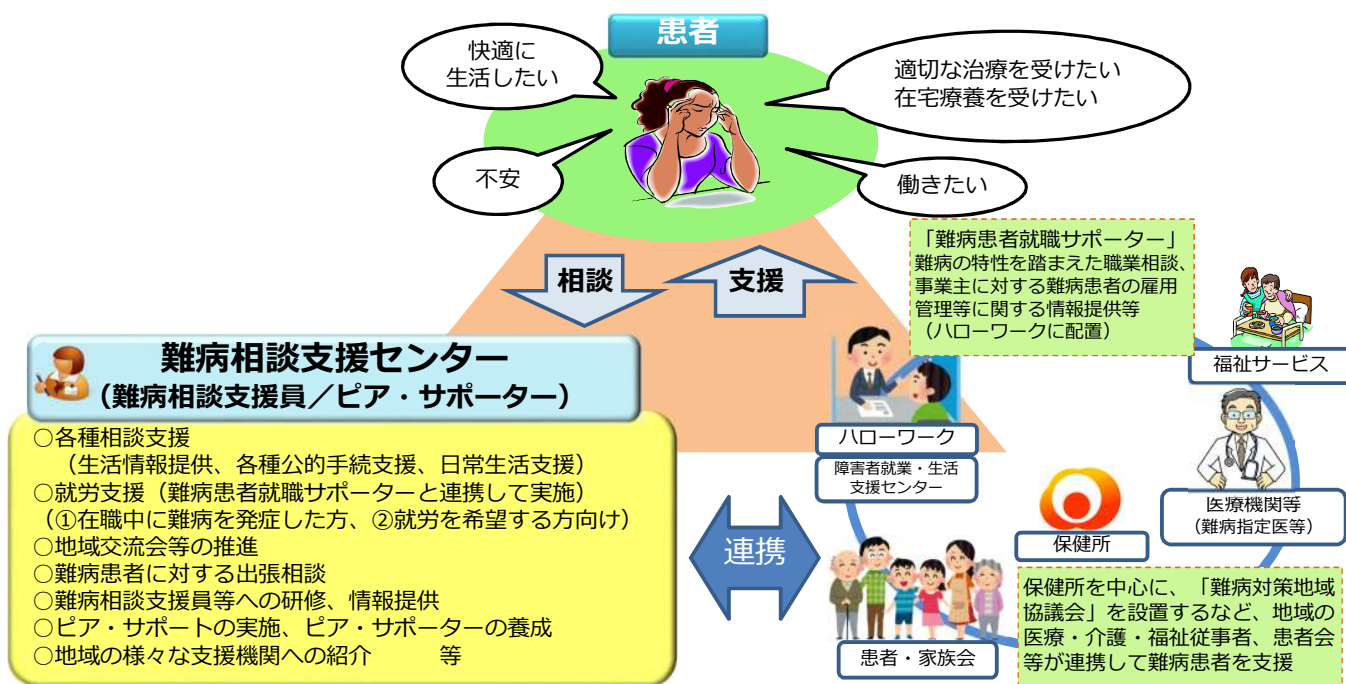 患者
快適に
生活したい
適切な治療を受けたい
在宅療養を受けたい
不安
働きたい
相談
支援
「難病患者就職サポーター」
難病の特性を踏まえた職業相談、
事業主に対する難病患者の雇用
管理等に関する情報提供等
（ハローワークに配置）
福祉サービス
難病相談支援センター
（難病相談支援員／ピア・サポーター）
○各種相談支援
（生活情報提供、各種公的手続支援、日常生活支援）
○就労支援（難病患者就職サポーターと連携して実施）
（①在職中に難病を発症した方、②就労を希望する方向け）
○地域交流会等の推進
○難病患者に対する出張相談
○難病相談支援員等への研修、情報提供
○ピア・サポートの実施、ピア・サポーターの養成
○地域の様々な支援機関への紹介　　等
連携
ハローワーク
障害者就業・生活
支援センター
医療機関等
（難病指定医等）
保健所
患者・家族会
保健所を中心に、「難病対策地域
協議会」を設置するなど、地域の
医療・介護・福祉従事者、患者会
等が連携して難病患者を支援